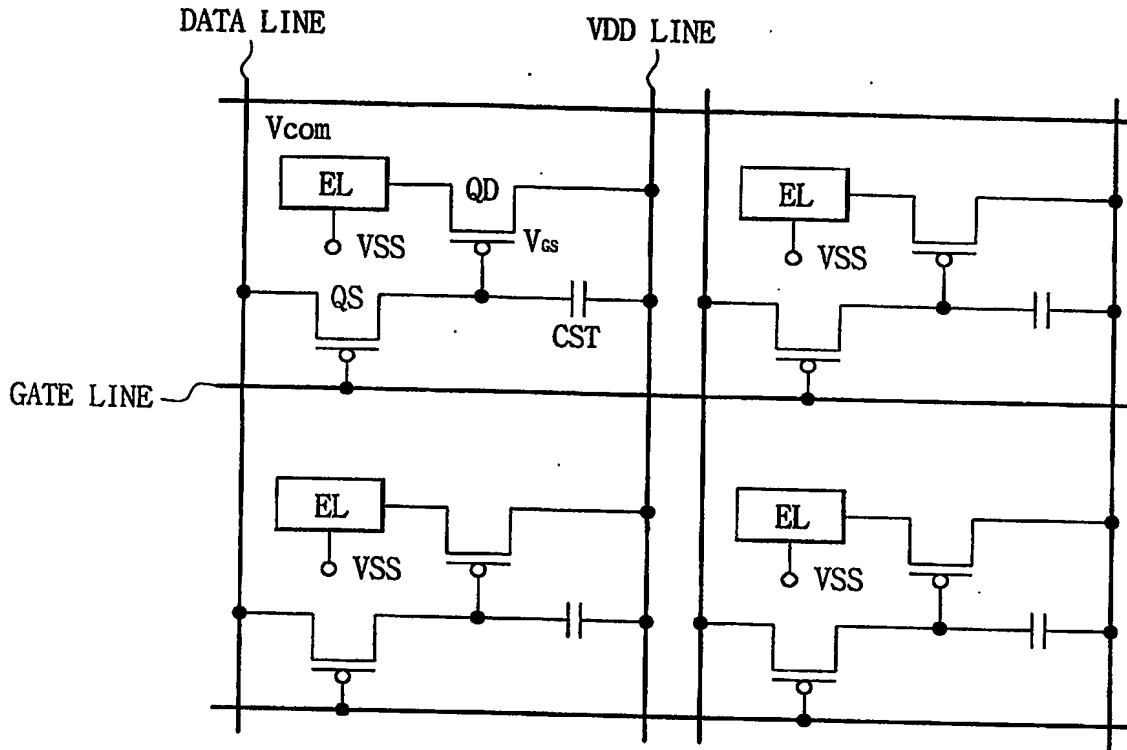 DATA LINE
VDD LINE
Vcom
EL
QD
EL
VGS
VSS
VSS
QS
CST
GATE LINE
EL
EL
VSS
VSS